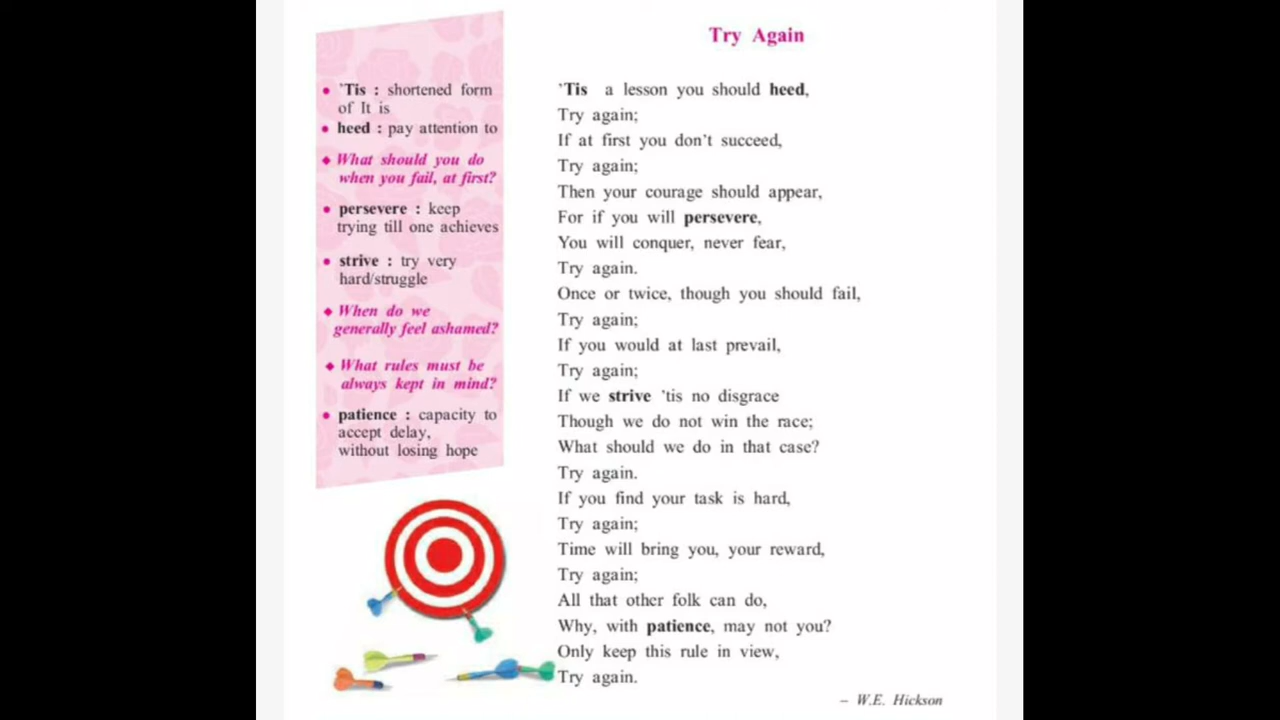 Try Again
• 'Tis : shortened form
of It is
• heed : pay attention to
◆ What should you do
when you fail, at first?
• persevere : keep
trying till one achieves
• strive : try very
hard/struggle
◆ When do we
generally feel ashamed?
◆ What rules must be
always kept in mind?
• patience : capacity to
accept delay,
without losing hope
'Tis a lesson you should heed,
Try again;
If at first you don't succeed,
Try again;
Then your courage should appear,
For if you will persevere,
You will conquer, never fear,
Try again.
Once or twice, though you should fail,
Try again;
If you would at last prevail,
Try again;
If we strive 'tis no disgrace
Though we do not win the race;
What should we do in that case?
Try again.
If you find your task is hard,
Try again;
Time will bring you, your reward,
Try again;
All that other folk can do,
Why, with patience, may not you?
Only keep this rule in view,
Try again.
– W.E. Hickson